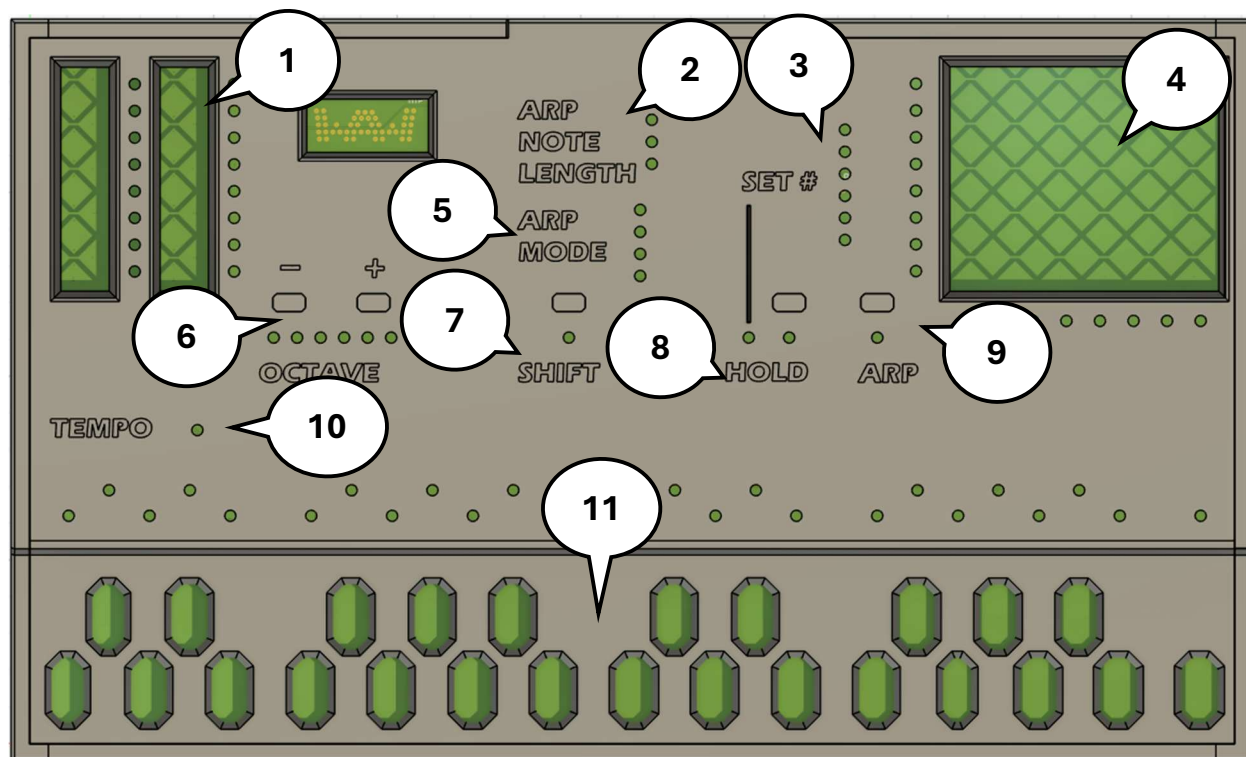 1
2
3
4
ARP
NOTE
LENGTH
SET #
5
ARP
MODE
- +
6
7
8
9
OCTAVE
SHIFT
HOLD
ARP
TEMPO
10
11